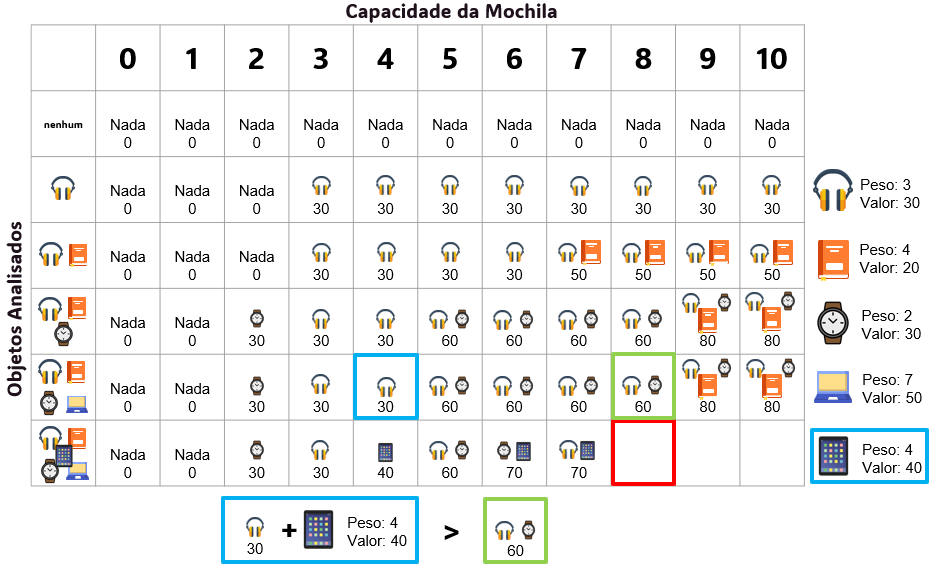 Capacidade da Mochila
0 1 2 3 4 5 6 7 8 9 10
Objetos Analisados
nenhum
Nada Nada Nada Nada Nada Nada Nada Nada Nada Nada Nada
0 0 0 0 0 0 0 0 0 0 0
Nada Nada Nada
0 0 0 30 30 30 30 30 30 30 30
Peso: 3
Valor: 30
Nada Nada Nada
0 0 0 30 30 30 30 50 50 50 50
Peso: 4
Valor: 20
Nada Nada
0 0 30 30 30 60 60 60 60 80 80
Peso: 2
Valor: 30
Nada Nada
0 0 30 30 30 60 60 60 60 80 80
Peso: 7
Valor: 50
Nada Nada
0 0 30 30 40 60 70 70
Peso: 4
Valor: 40
30 + Peso: 4
Valor: 40
>
60